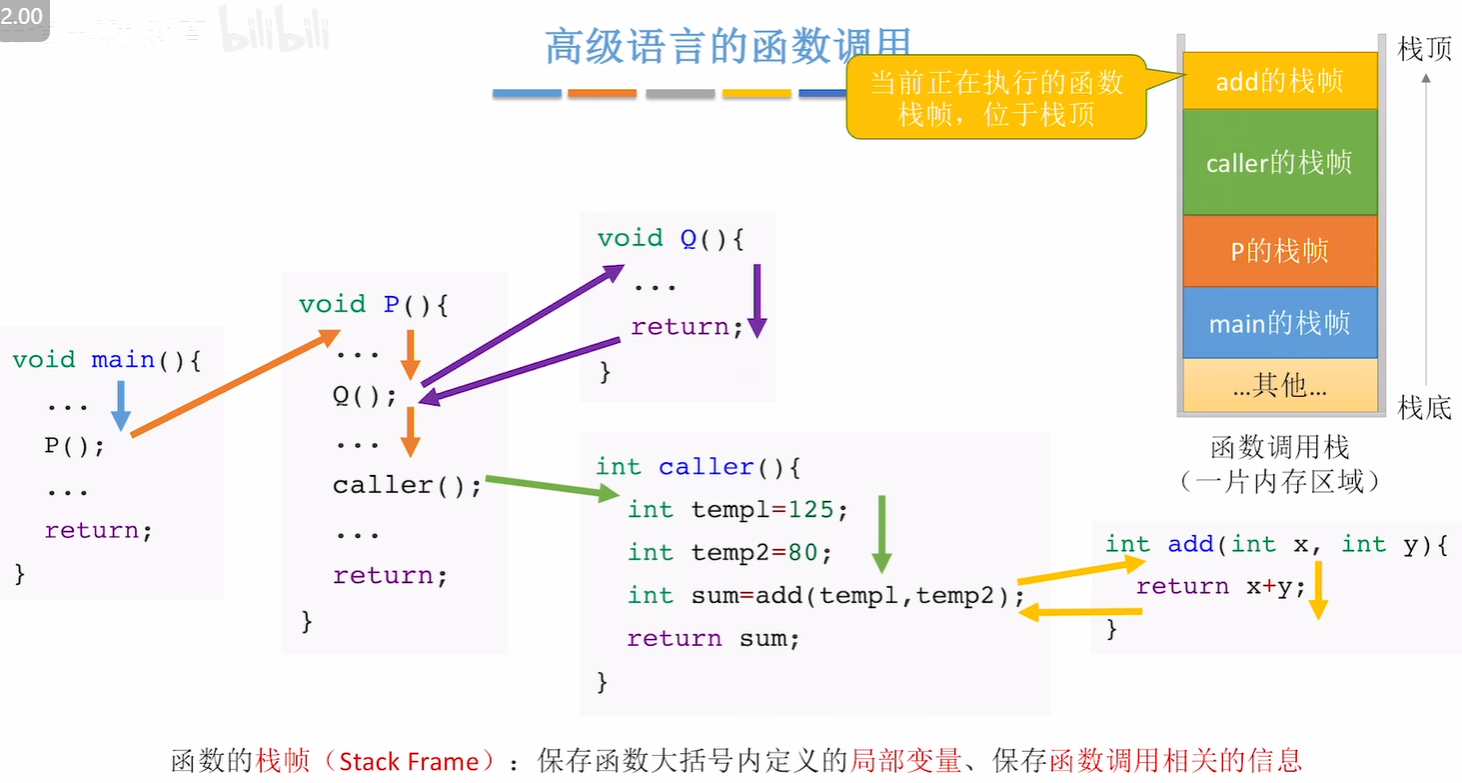 2.00
bilibili
高级语言的函数调用
当前正在执行的函数
栈帧，位于栈顶
栈顶
add的栈帧
caller的栈帧
P的栈帧
main的栈帧
...其他...
栈底
函数调用栈
（一片内存区域）
void main(){
...
P();
...
return;
}
void P(){
...
Q();
...
caller();
...
return;
}
void Q(){
...
return;
}
int caller(){
int temp1=125;
int temp2=80;
int sum=add(temp1,temp2);
return sum;
}
int add(int x, int y){
return x+y;
}
函数的栈帧（Stack Frame）：保存函数大括号内定义的局部变量、保存函数调用相关的信息